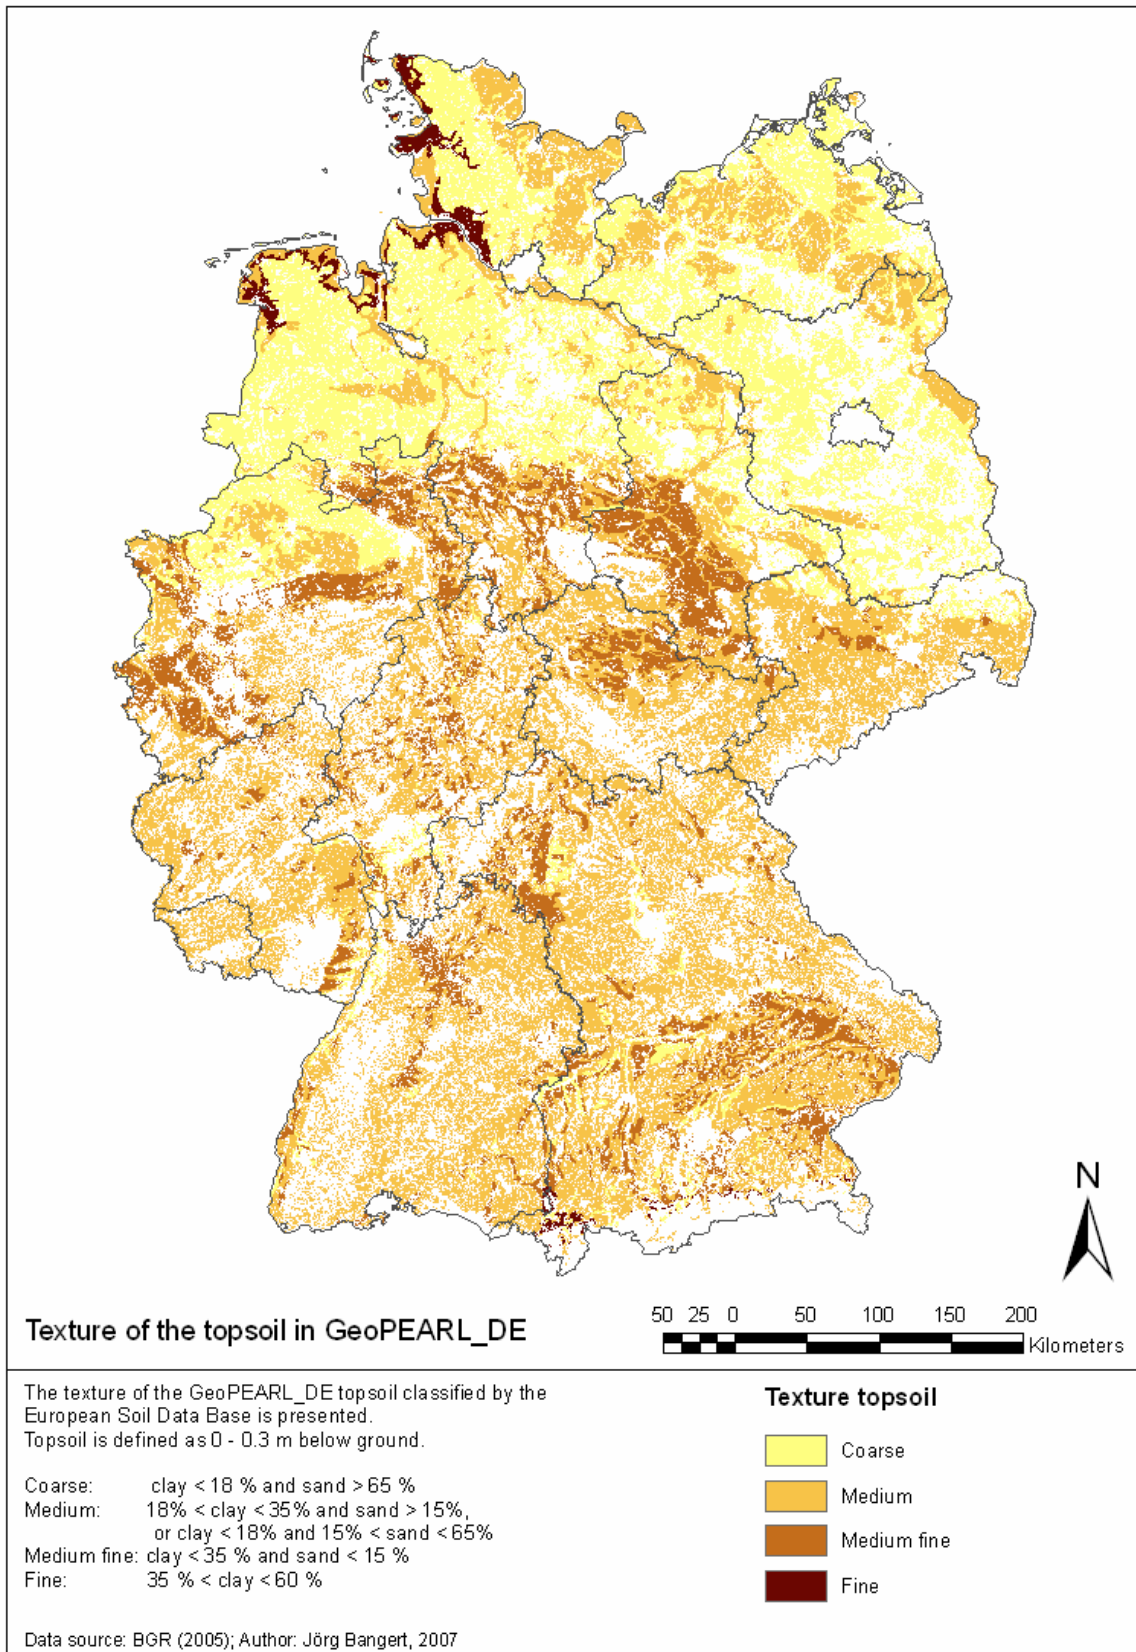 N
Texture of the topsoil in GeoPEARL_DE
50 25 0 50 100 150 200
Kilometers
The texture of the GeoPEARL_DE topsoil classified by the
European Soil Data Base is presented.
Topsoil is defined as 0 - 0.3 m below ground.
Coarse: clay < 18 % and sand > 65 %
Medium: 18% < clay < 35% and sand > 15%,
or clay < 18% and 15% < sand < 65%
Medium fine: clay < 35 % and sand < 15 %
Fine: 35 % < clay < 60 %
Data source: BGR (2005); Author: Jörg Bangert, 2007
Texture topsoil
Coarse
Medium
Medium fine
Fine